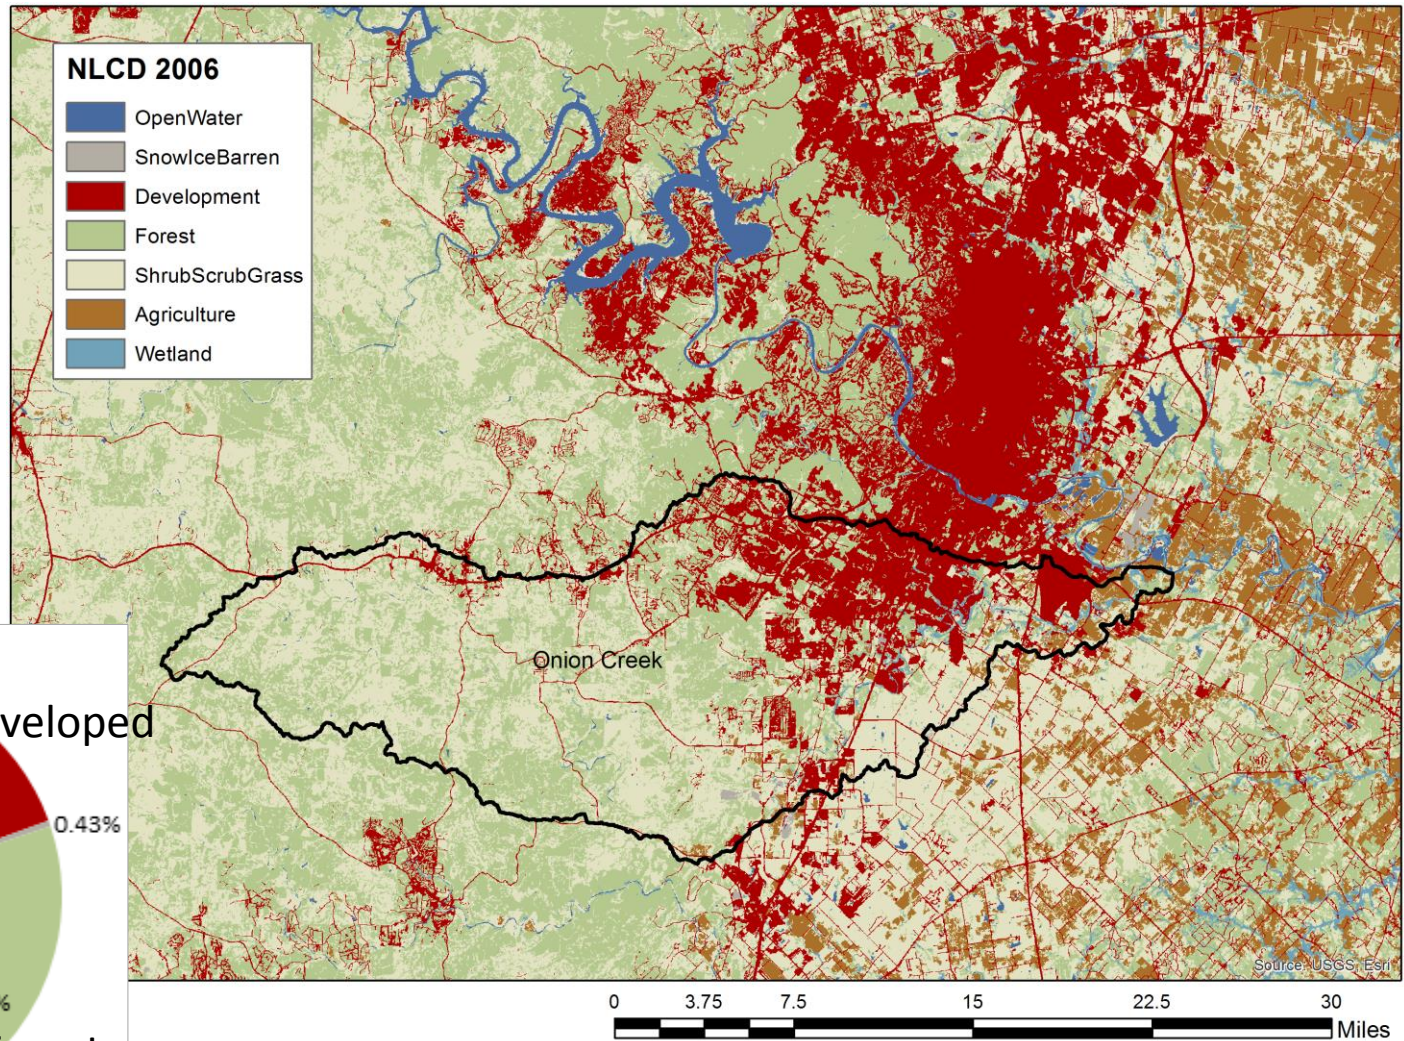 NLCD 2006
OpenWater
SnowIceBarren
Development
Forest
ShrubScrubGrass
Agriculture
Wetland
Onion Creek
veloped
0.43%
%
Source: USGS, Esri
0 3.75 7.5 15 22.5 30
Miles